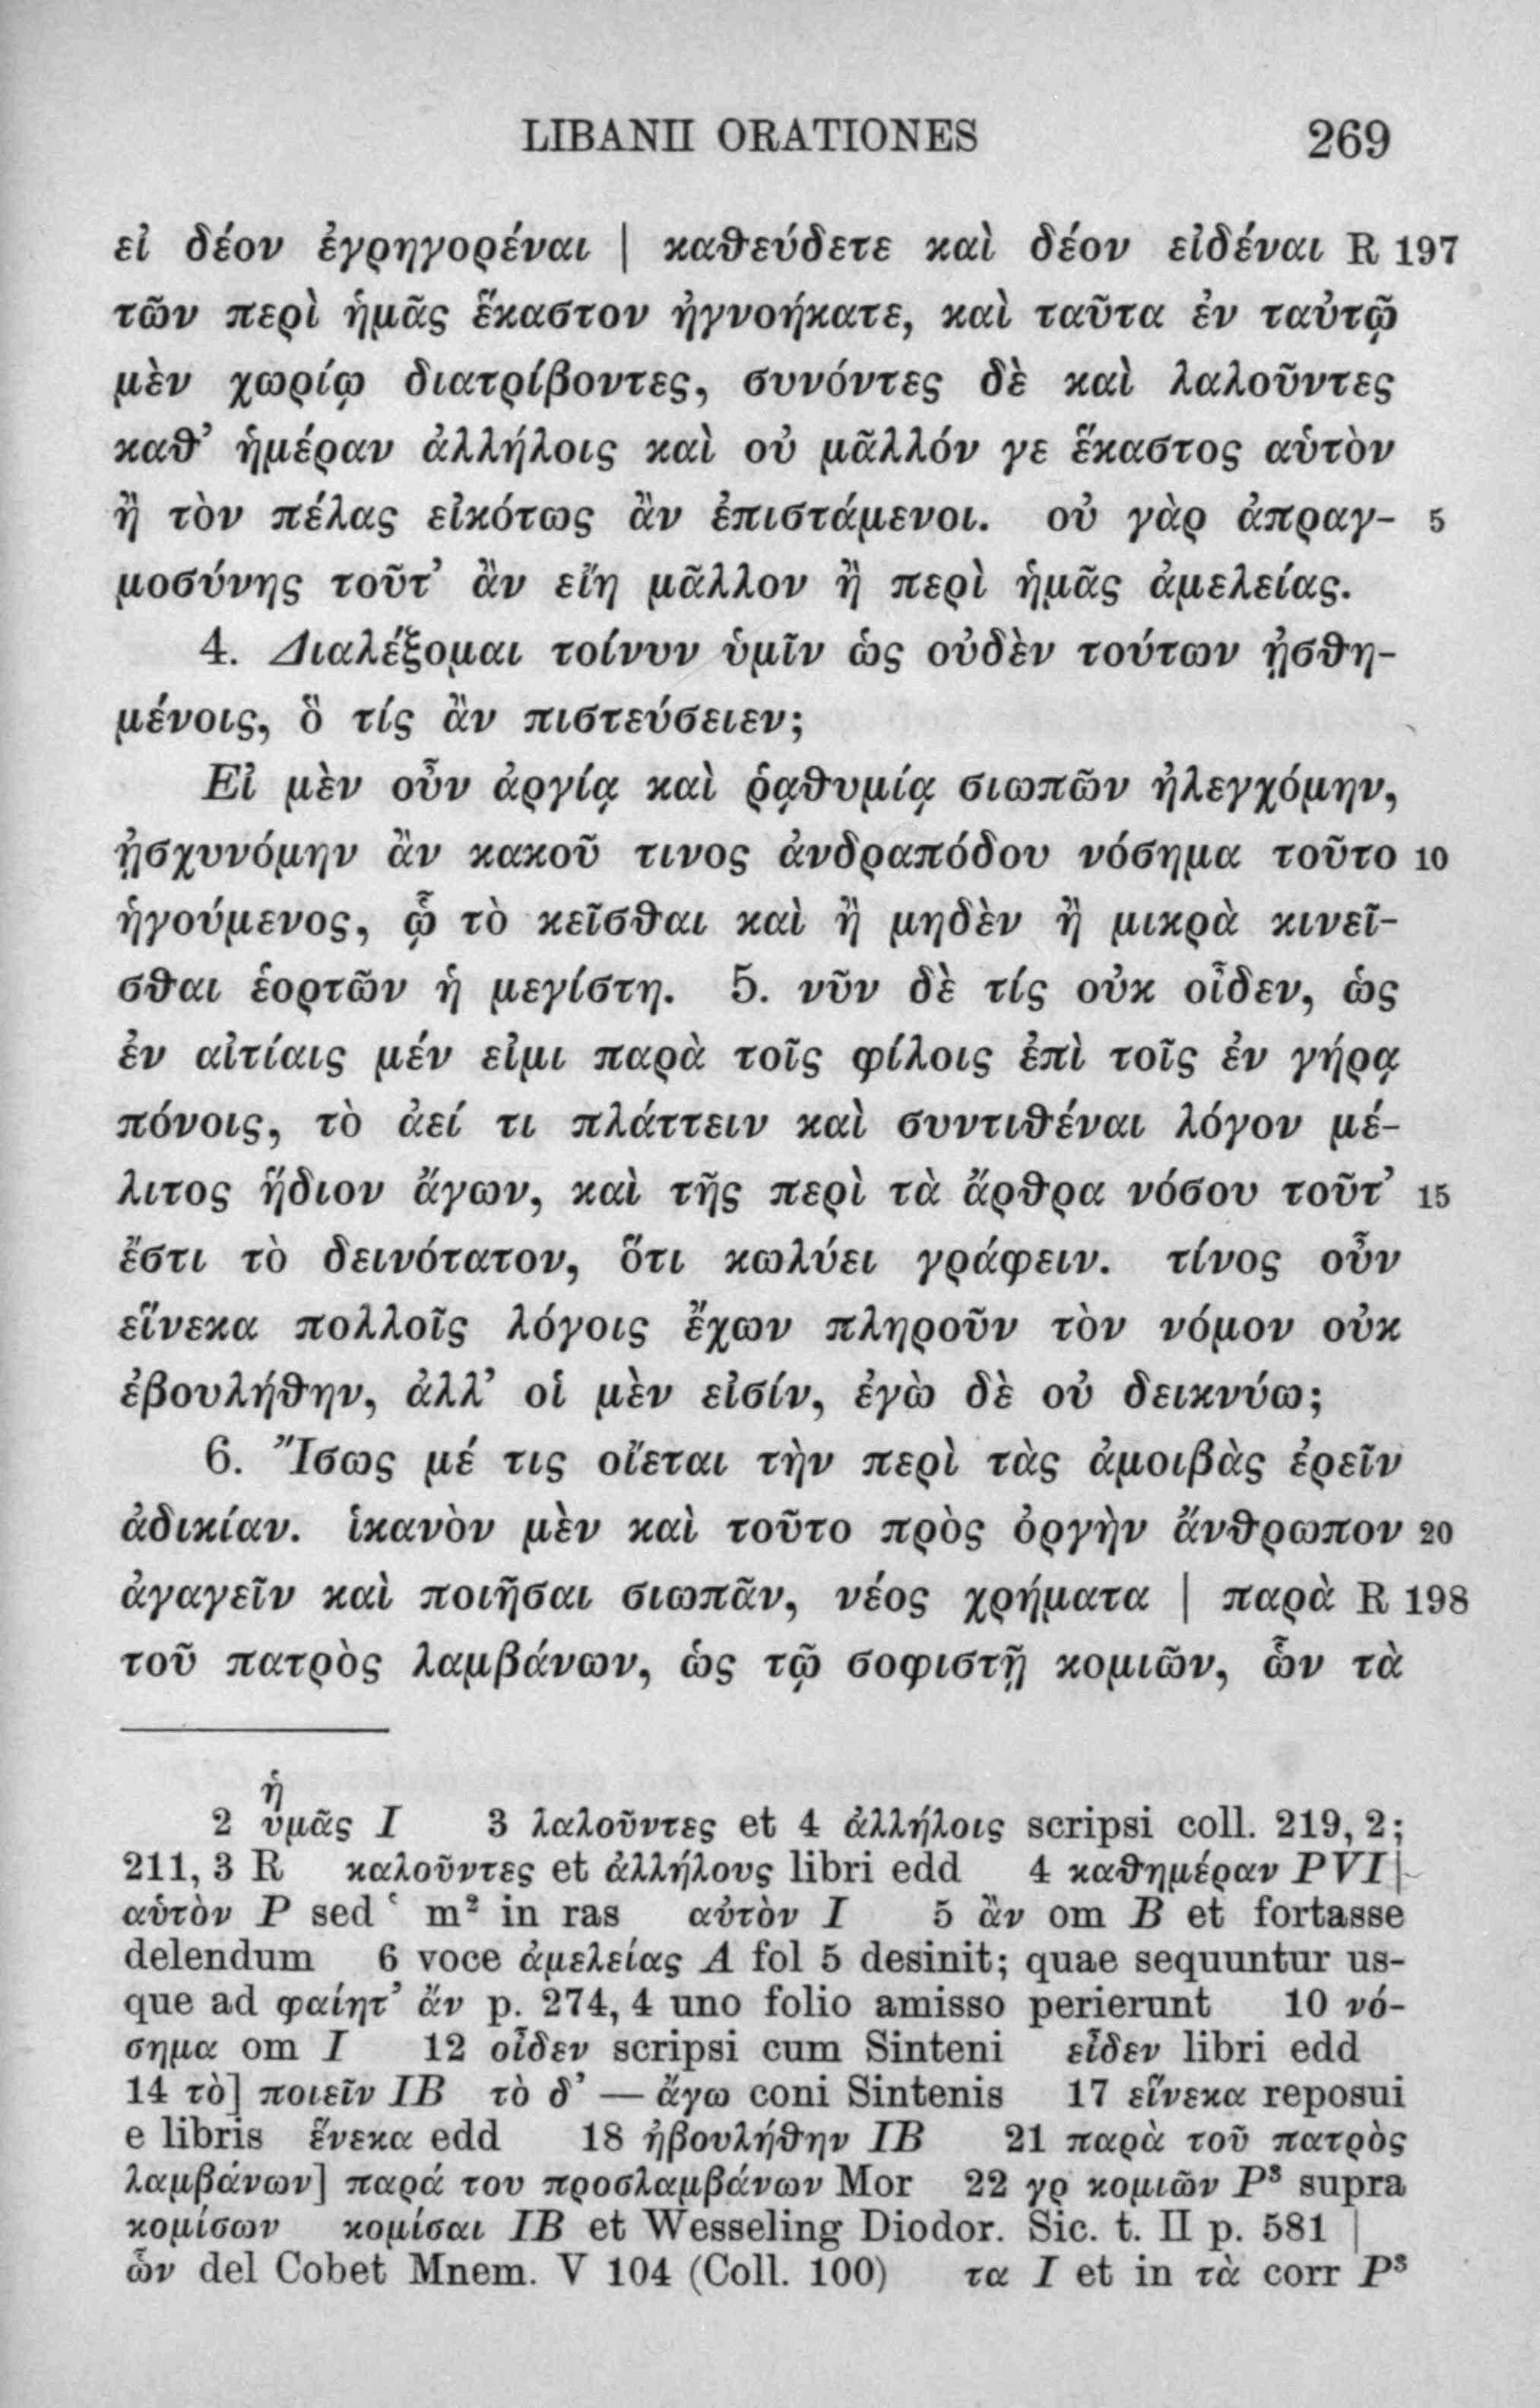 LIBANII ORATIONES 269
εἰ δέον ἐγρηγορέναι | καθεύδετε καὶ δέον εἰδέναι R 197
τῶν περὶ ἡμᾶς ἕκαστον ἠγνοήκατε, καὶ ταῦτα ἐν ταὐτῷ
μὲν χωρίῳ διατρίβοντες, συνόντες δὲ καὶ λαλοῦντες
καθ’ ἡμέραν ἀλλήλοις καὶ οὐ μᾶλλόν γε ἕκαστος αὑτὸν
ἢ τὸν πέλας εἰκότως ἂν ἐπιστάμενοι. οὐ γὰρ ἀπραγ- 5
μοσύνης τοῦτ’ ἂν εἴη μᾶλλον ἢ περὶ ἡμᾶς ἀμελείας.
4. Διαλέξομαι τοίνυν ὑμῖν ὡς οὐδὲν τούτων ᾐσθη-
μένοις, ὃ τίς ἂν πιστεύσειεν;
Εἰ μὲν οὖν ἀργίᾳ καὶ ῥᾳθυμίᾳ σιωπῶν ἠλεγχόμην,
ᾐσχυνόμην ἂν κακοῦ τινος ἀνδραπόδου νόσημα τοῦτο 10
ἡγούμενος, ᾧ τὸ κεῖσθαι καὶ ἢ μηδὲν ἢ μικρὰ κινεῖ-
σθαι ἑορτῶν ἡ μεγίστη. 5. νῦν δὲ τίς οὐκ οἶδεν, ὡς
ἐν αἰτίαις μέν εἰμι παρὰ τοῖς φίλοις ἐπὶ τοῖς ἐν γήρᾳ
πόνοις, τὸ ἀεί τι πλάττειν καὶ συντιθέναι λόγον μέ-
λιτος ἥδιον ἄγων, καὶ τῆς περὶ τὰ ἄρθρα νόσου τοῦτ’ 15
ἔστι τὸ δεινότατον, ὅτι κωλύει γράφειν. τίνος οὖν
εἵνεκα πολλοῖς λόγοις ἔχων πληροῦν τὸν νόμον οὐκ
ἐβουλήθην, ἀλλ’ οἱ μὲν εἰσίν, ἐγὼ δὲ οὐ δεικνύω;
6. Ἴσως μέ τις οἴεται τὴν περὶ τὰς ἀμοιβὰς ἐρεῖν
ἀδικίαν. ἱκανὸν μὲν καὶ τοῦτο πρὸς ὀργὴν ἄνθρωπον 20
ἀγαγεῖν καὶ ποιῆσαι σιωπᾶν, νέος χρήματα | παρὰ R 198
τοῦ πατρὸς λαμβάνων, ὡς τῷ σοφιστῇ κομιῶν, ὧν τὰ
ἡ
2 ὑμᾶς I 3 λαλοῦντες et 4 ἀλλήλοις scripsi coll. 219, 2;
211, 3 R καλοῦντες et ἀλλήλους libri edd 4 καθημέραν PVI |
αὑτὸν P sed ʽ m² in ras αὐτὸν I 5 ἂν om B et fortasse
delendum 6 voce ἀμελείας A fol 5 desinit; quae sequuntur us-
que ad φαίητ’ ἄν p. 274, 4 uno folio amisso perierunt 10 νό-
σημα om I 12 οἶδεν scripsi cum Sinteni εἶδεν libri edd
14 τὸ] ποιεῖν IB τὸ δ’ — ἄγω coni Sintenis 17 εἵνεκα reposui
e libris ἕνεκα edd 18 ἠβουλήθην IB 21 παρὰ τοῦ πατρὸς
λαμβάνων] παρά του προσλαμβάνων Mor 22 γρ κομιῶν P³ supra
κομίσων κομίσαι IB et Wesseling Diodor. Sic. t. II p. 581 |
ὧν del Cobet Mnem. V 104 (Coll. 100) τα I et in τὰ corr P³